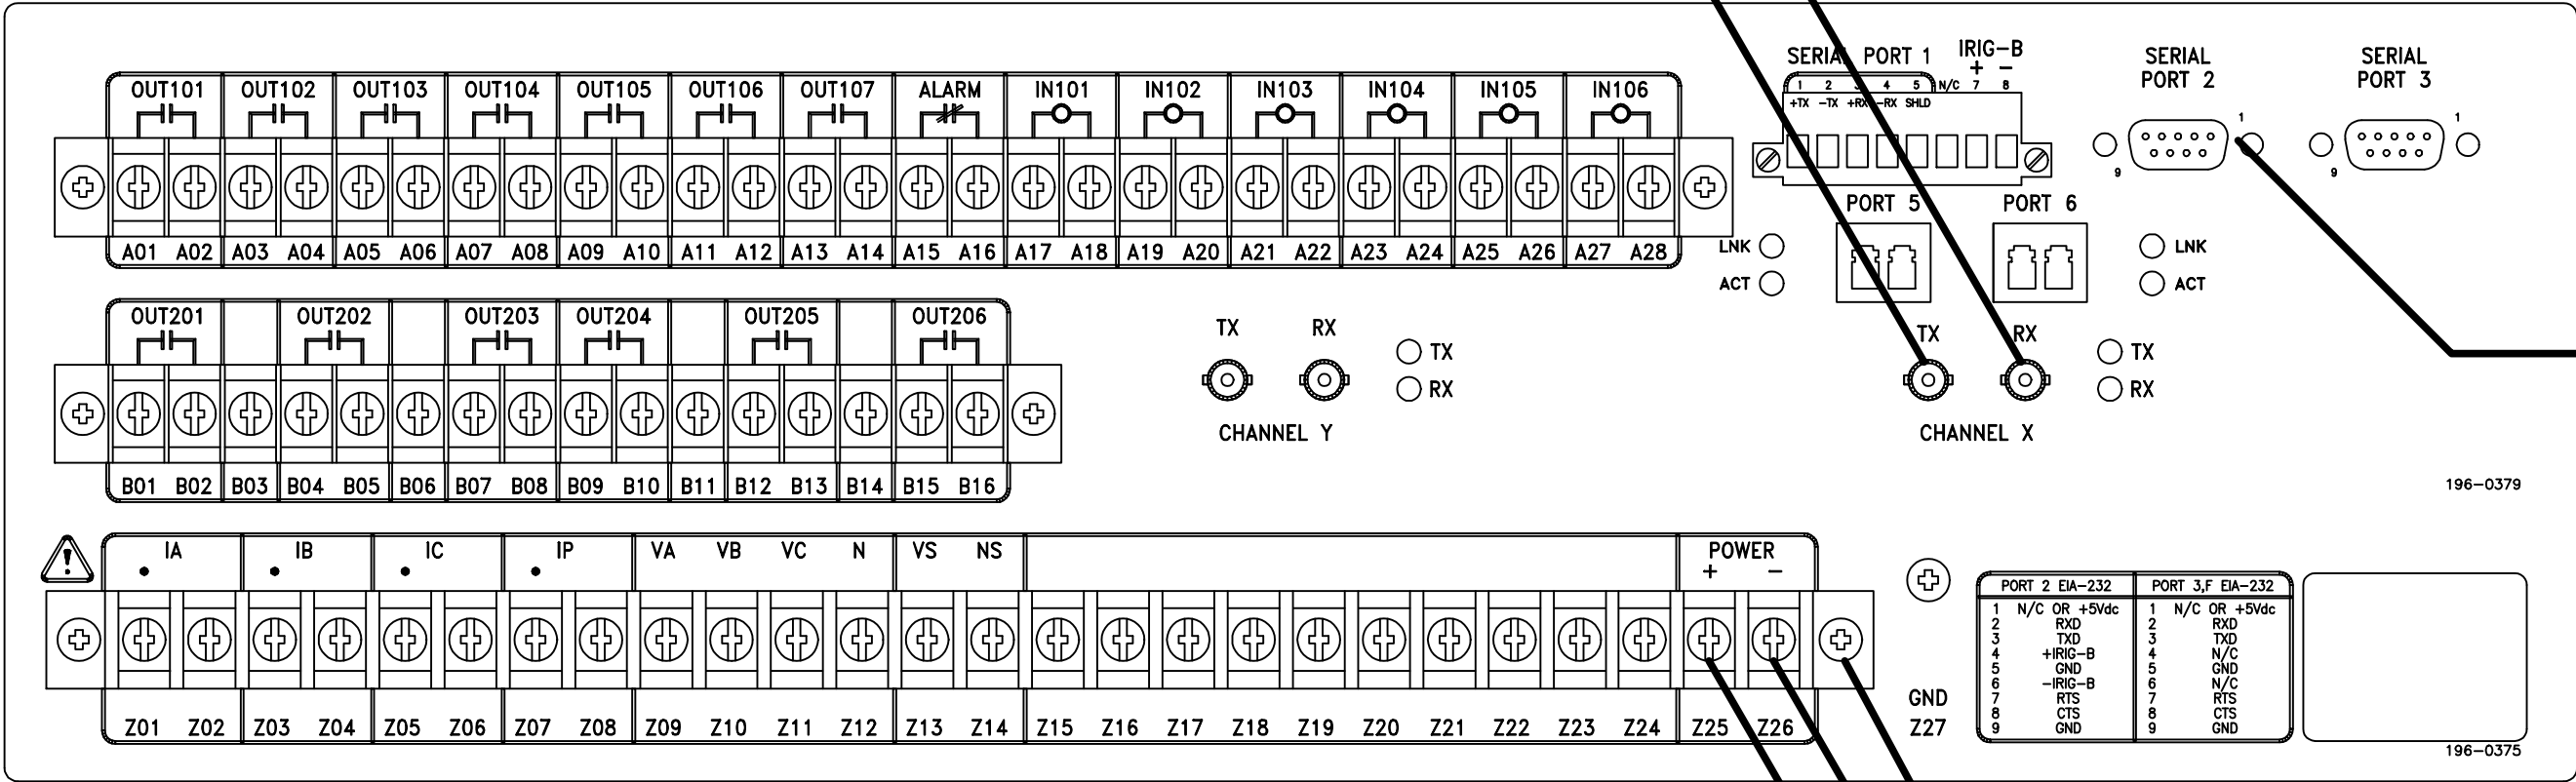 OUT101 OUT102 OUT103 OUT104 OUT105 OUT106 OUT107 ALARM IN101 IN102 IN103 IN104 IN105 IN106
A01 A02 A03 A04 A05 A06 A07 A08 A09 A10 A11 A12 A13 A14 A15 A16 A17 A18 A19 A20 A21 A22 A23 A24 A25 A26 A27 A28
SERIAL PORT 1
IRIG-B
+ −
1 2 3 4 5 N/C 7 8
+TX −TX +RX −RX SHLD
SERIAL
PORT 2
1
9
SERIAL
PORT 3
1
9
PORT 5 PORT 6
LNK
ACT
LNK
ACT
OUT201 OUT202 OUT203 OUT204 OUT205 OUT206
B01 B02 B03 B04 B05 B06 B07 B08 B09 B10 B11 B12 B13 B14 B15 B16
TX RX
TX
RX
CHANNEL Y
TX RX
TX
RX
CHANNEL X
196-0379
!
IA IB IC IP VA VB VC N VS NS POWER
+ −
Z01 Z02 Z03 Z04 Z05 Z06 Z07 Z08 Z09 Z10 Z11 Z12 Z13 Z14 Z15 Z16 Z17 Z18 Z19 Z20 Z21 Z22 Z23 Z24 Z25 Z26
GND
Z27
PORT 2 EIA-232 PORT 3,F EIA-232
1 N/C OR +5Vdc 1 N/C OR +5Vdc
2 RXD 2 RXD
3 TXD 3 TXD
4 +IRIG-B 4 N/C
5 GND 5 GND
6 -IRIG-B 6 N/C
7 RTS 7 RTS
8 CTS 8 CTS
9 GND 9 GND
196-0375